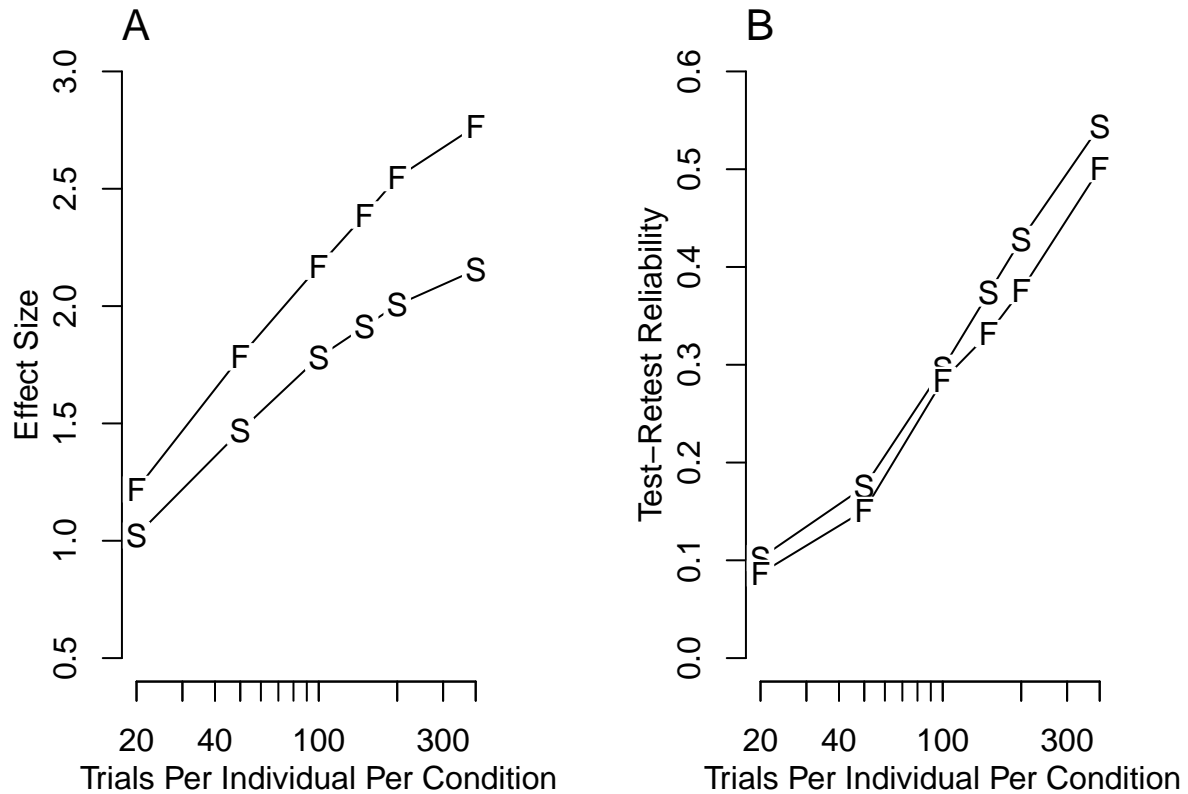 A
Effect Size
3.0
2.5
2.0
1.5
1.0
0.5
F
F
F
F
F
F
S
S
S
S
S
S
20 40 100 300
Trials Per Individual Per Condition
B
Test−Retest Reliability
0.6
0.5
0.4
0.3
0.2
0.1
0.0
S
S
S
S
S
S
F
F
F
F
F
F
20 40 100 300
Trials Per Individual Per Condition